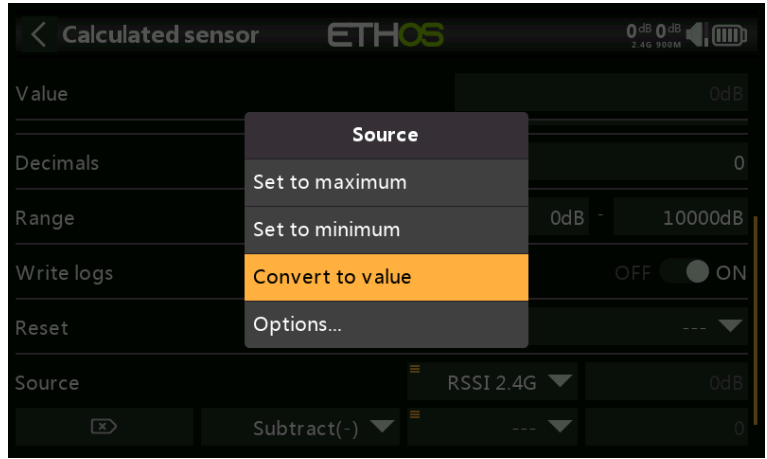 Calculated sensor ETHOS 0dB 0dB
2.4G 900M
Value 0dB
Source
Decimals 0
Set to maximum
Range 0dB - 10000dB
Set to minimum
Write logs OFF ON
Convert to value
Reset ---
Options...
Source RSSI 2.4G 0dB
Subtract(-) --- 0